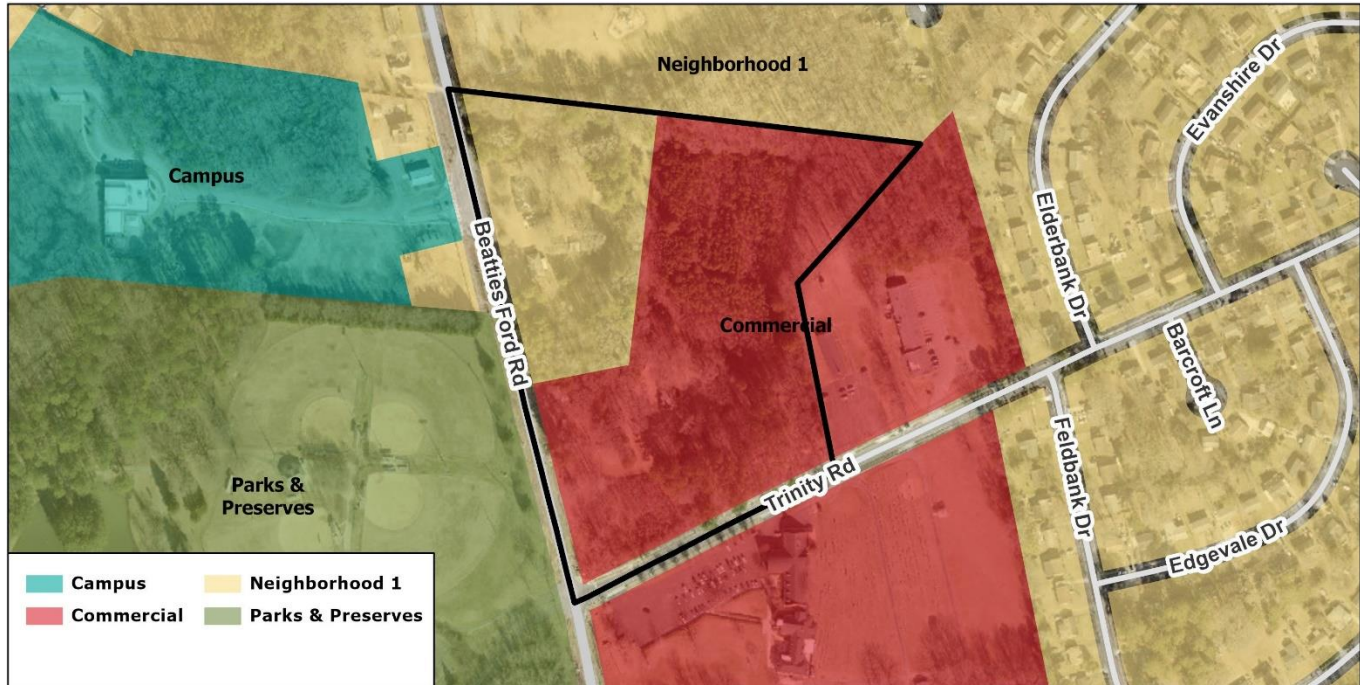 Neighborhood 1
Evanshire Dr
Campus
Elderbank Dr
Beatties Ford Rd
Commercial
Barcroft Ln
Feldbank Dr
Trinity Rd
Parks &
Preserves
Edgevale Dr
Campus
Neighborhood 1
Commercial
Parks & Preserves